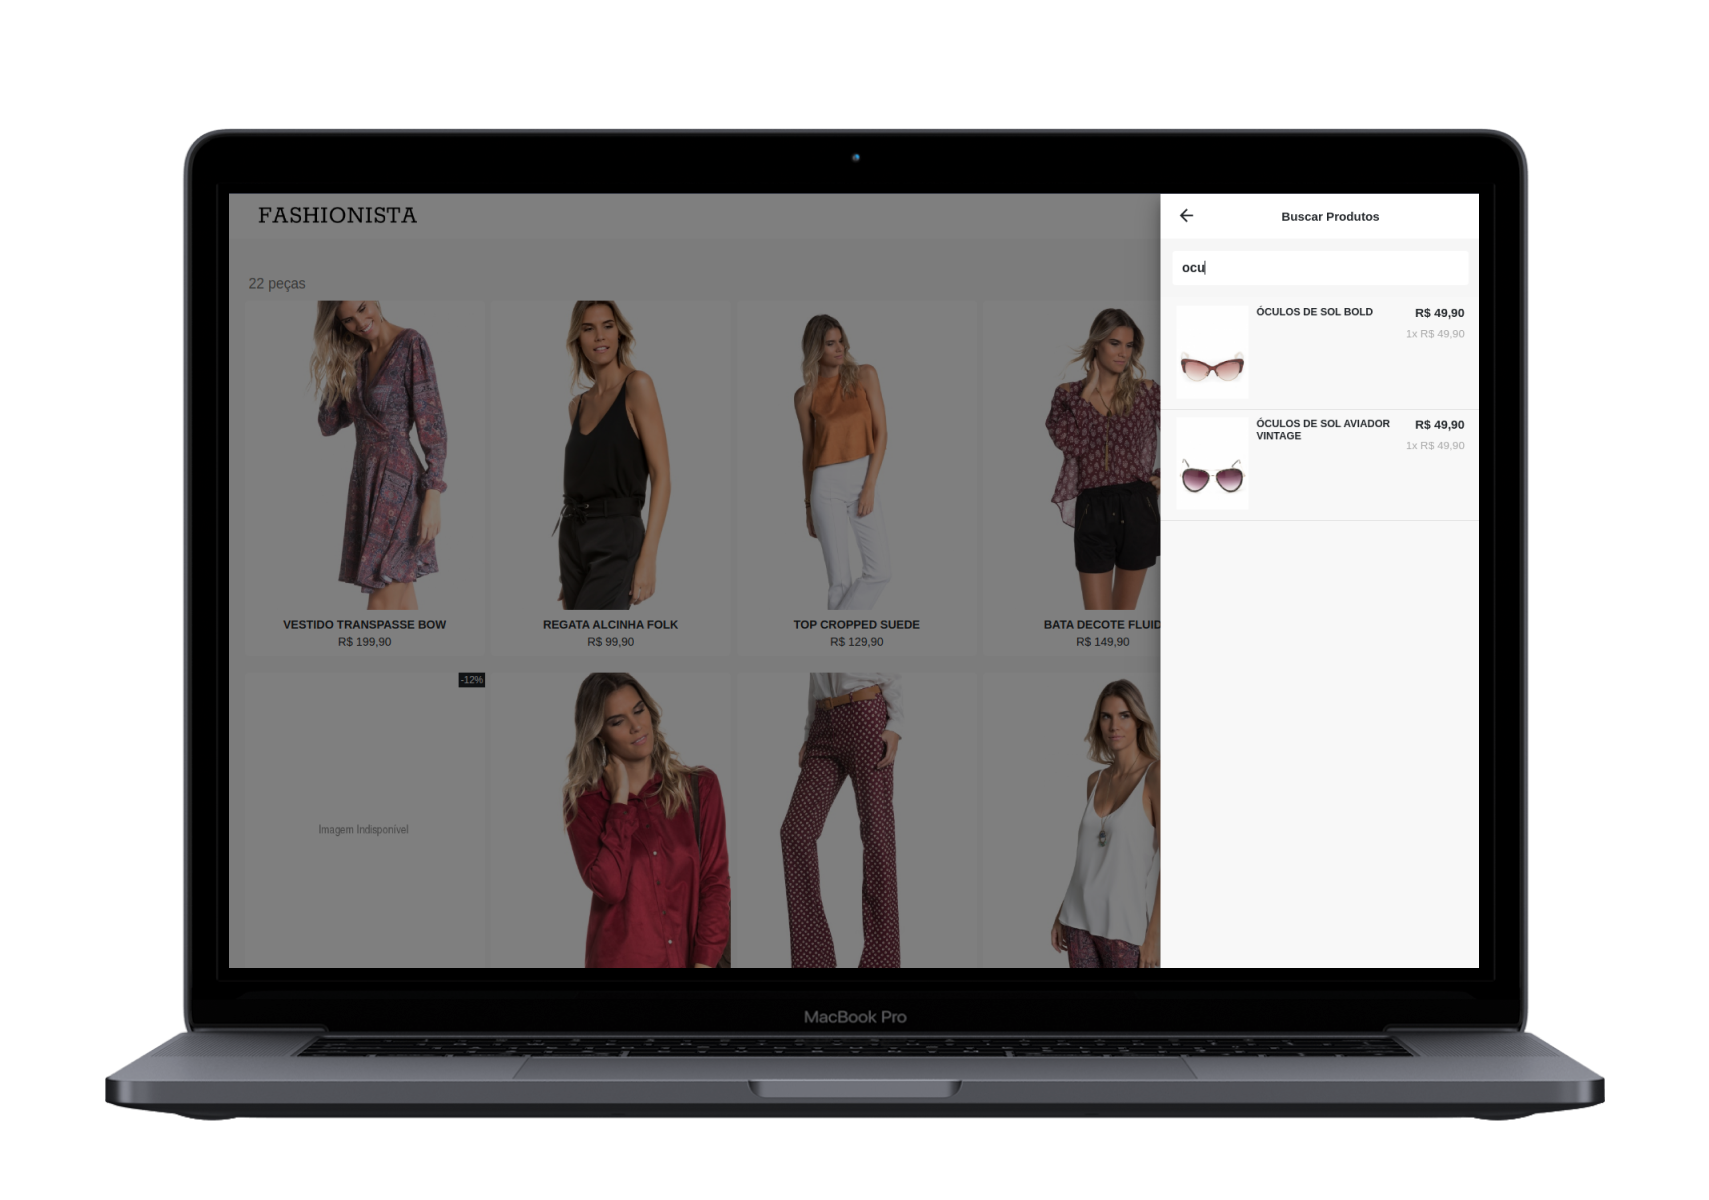 FASHIONISTA
22 peças
VESTIDO TRANSPASSE BOW
R$ 199,90
REGATA ALCINHA FOLK
R$ 99,90
TOP CROPPED SUEDE
R$ 129,90
BATA DECOTE FLUID
R$ 149,90
-12%
Imagem Indisponível
Buscar Produtos
ocu
ÓCULOS DE SOL BOLD
R$ 49,90
1x R$ 49,90
ÓCULOS DE SOL AVIADOR
VINTAGE
R$ 49,90
1x R$ 49,90
MacBook Pro